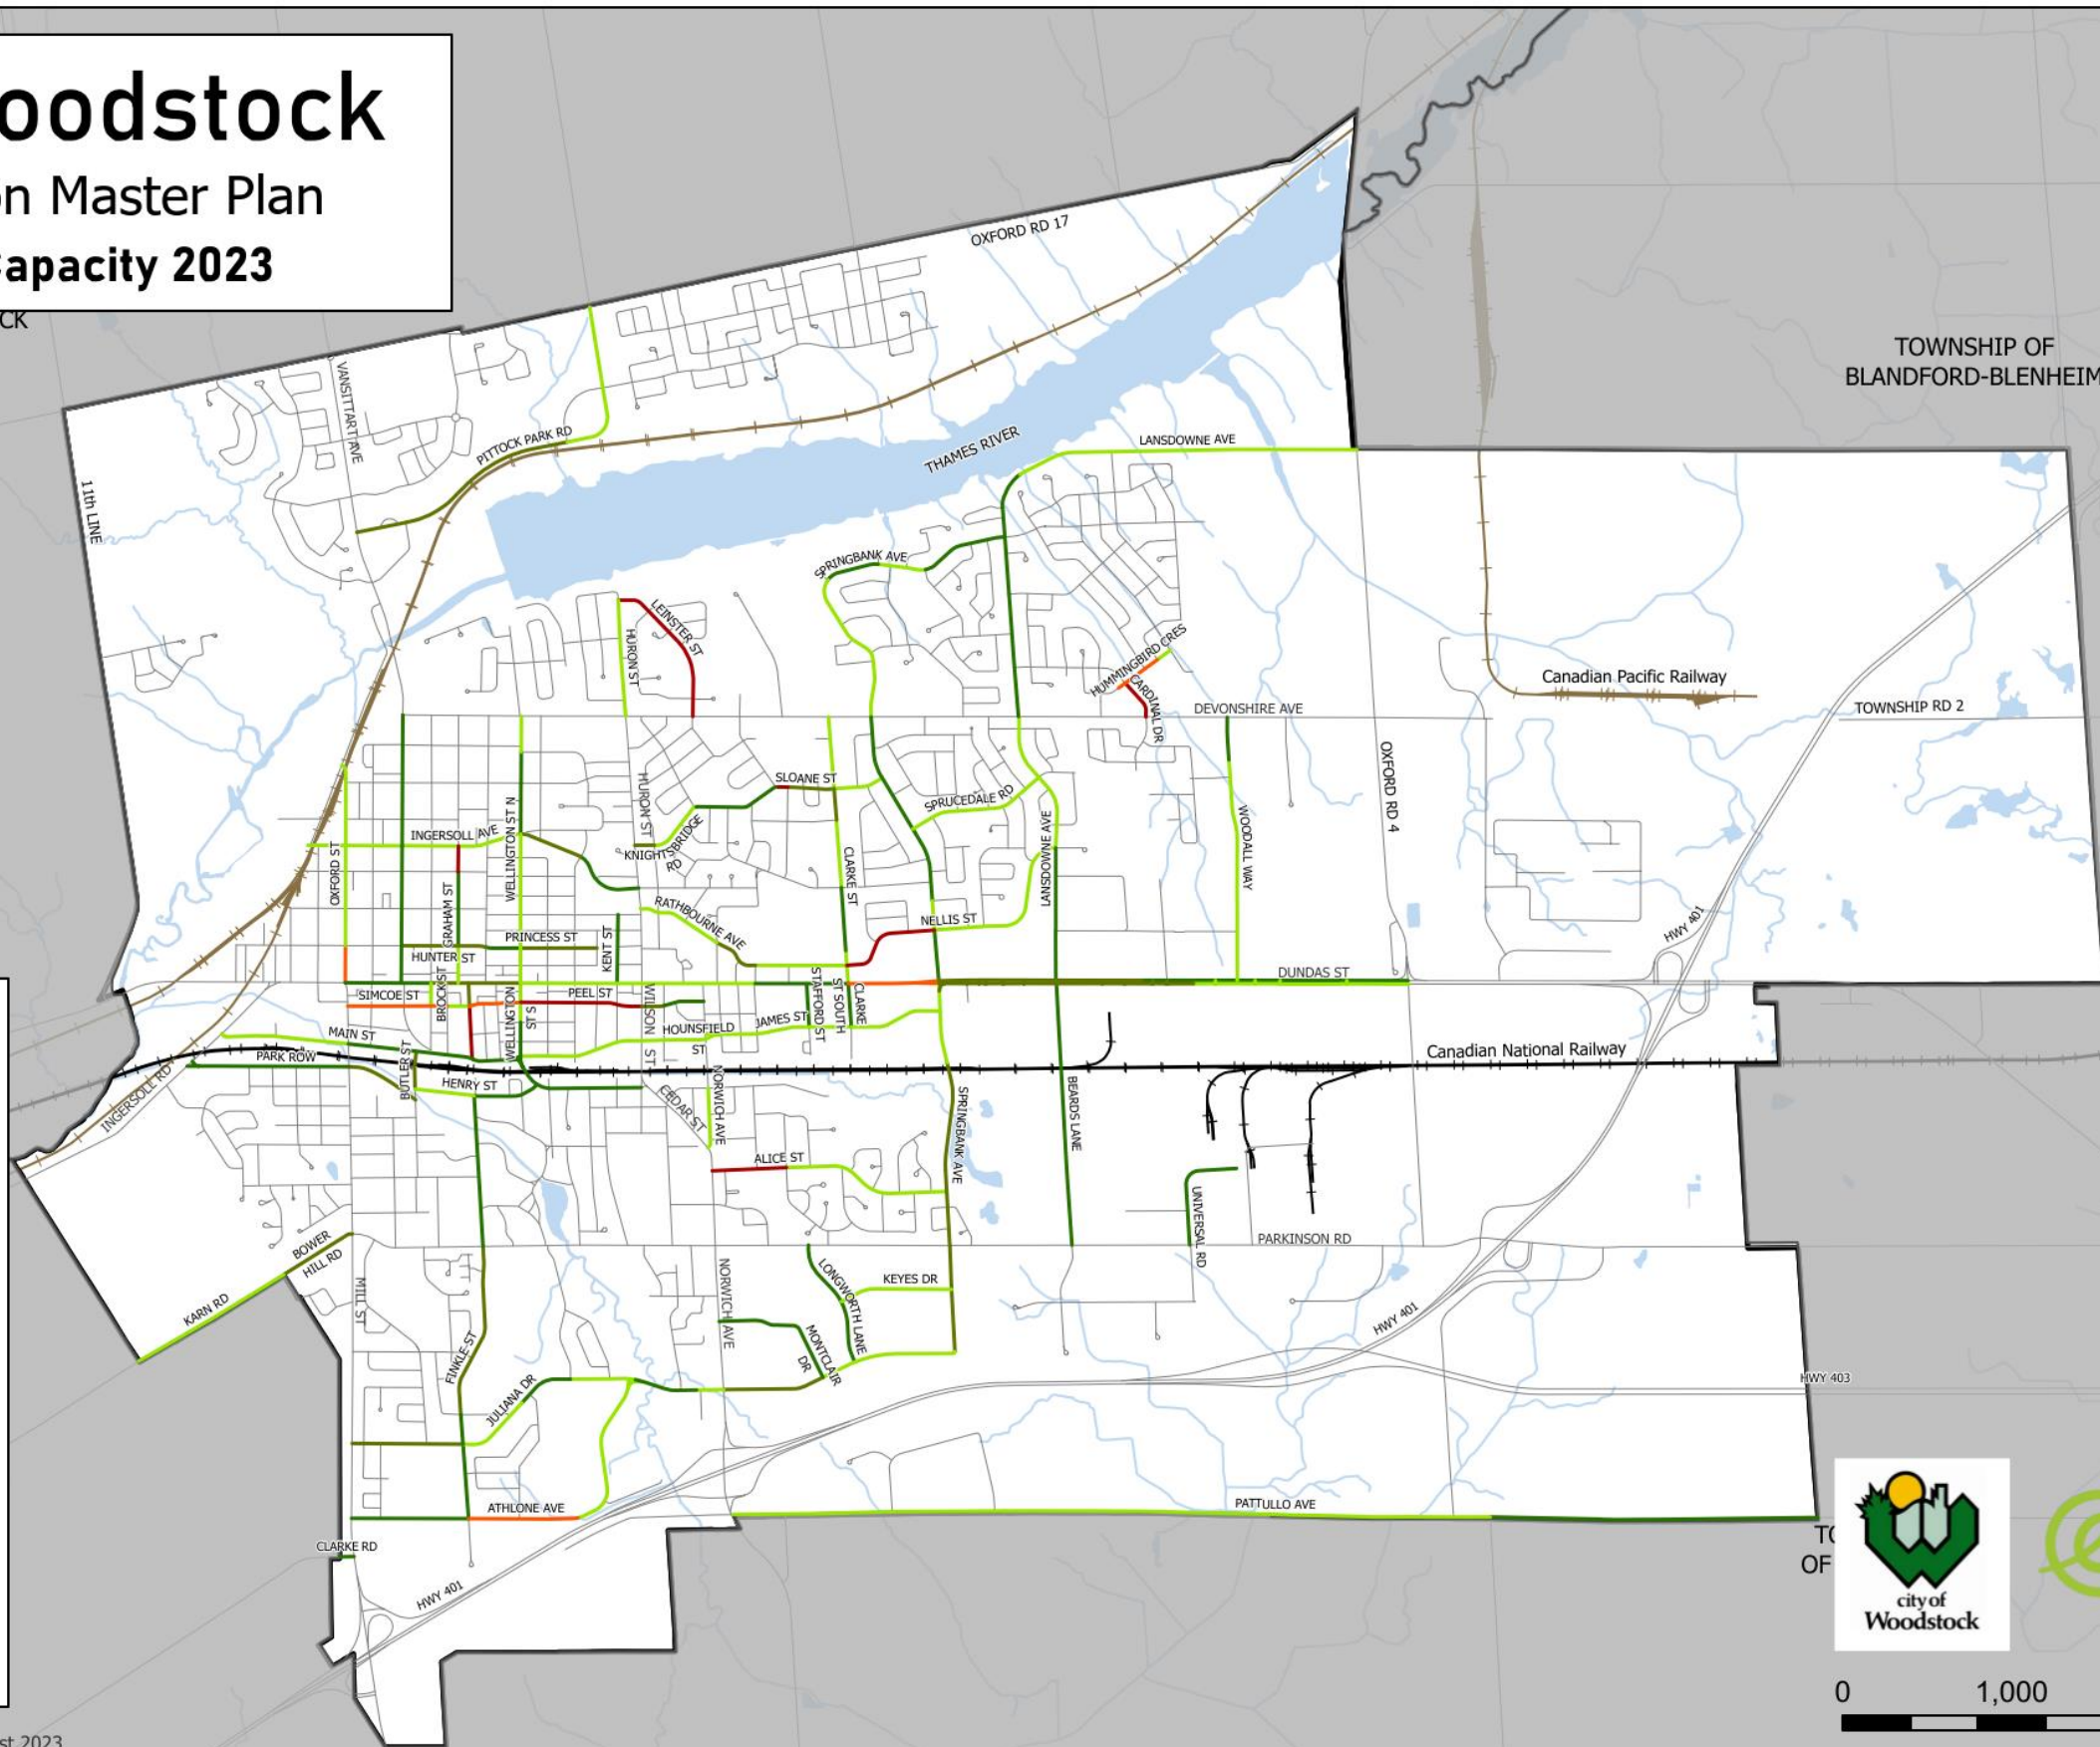 oodstock
on Master Plan
Capacity 2023
CK
OXFORD RD 17
TOWNSHIP OF
BLANDFORD-BLENHEIM
VANSITTART AVE
PITTOCK PARK RD
THAMES RIVER
LANSDOWNE AVE
11th LINE
SPRINGBANK AVE
LEINSTER ST
HURON ST
HUMMINGBIRD CRES
CARDINAL DR
Canadian Pacific Railway
DEVONSHIRE AVE
TOWNSHIP RD 2
OXFORD RD 4
SLOANE ST
SPRUCEDALE RD
HURON ST
INGERSOLL AVE
WELLINGTON ST N
KNIGHTSBRIDGE
RD
OXFORD ST
CLARKE ST
LANSDOWNE AVE
WOODALL WAY
GRAHAM ST
RATHBOURNE AVE
NELLIS ST
PRINCESS ST
KENT ST
HUNTER ST
HWY 401
DUNDAS ST
SIMCOE ST
BROCK ST
PEEL ST
WELLINGTON
ST S
WILSON ST
STAFFORD ST
CLARKE
ST SOUTH
HOUNSFIELD
ST
JAMES ST
MAIN ST
PARK ROW
Canadian National Railway
BUTLER ST
HENRY ST
INGERSOLL RD
CEDAR ST
NORWICH AVE
SPRINGBANK AVE
BEARDS LANE
ALICE ST
UNIVERSAL RD
PARKINSON RD
BOWER
HILL RD
KARN RD
MILL ST
NORWICH AVE
LONGWORTH LANE
KEYES DR
MONTCLAIR
DR
HWY 401
FINKLE ST
JULIANA DR
HWY 403
ATHLONE AVE
PATTULLO AVE
CLARKE RD
HWY 401
OF
city of
Woodstock
0 1,000
st 2023